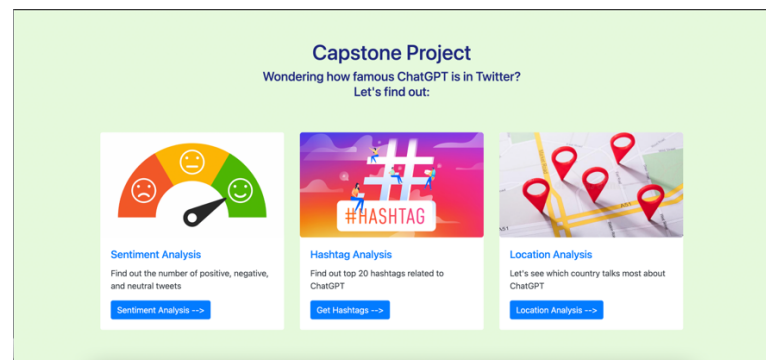 Capstone Project
Wondering how famous ChatGPT is in Twitter?
Let's find out:
#HASHTAG
A51
A51
Sentiment Analysis
Find out the number of positive, negative,
and neutral tweets
Sentiment Analysis -->
Hashtag Analysis
Find out top 20 hashtags related to
ChatGPT
Get Hashtags -->
Location Analysis
Let's see which country talks most about
ChatGPT
Location Analysis -->